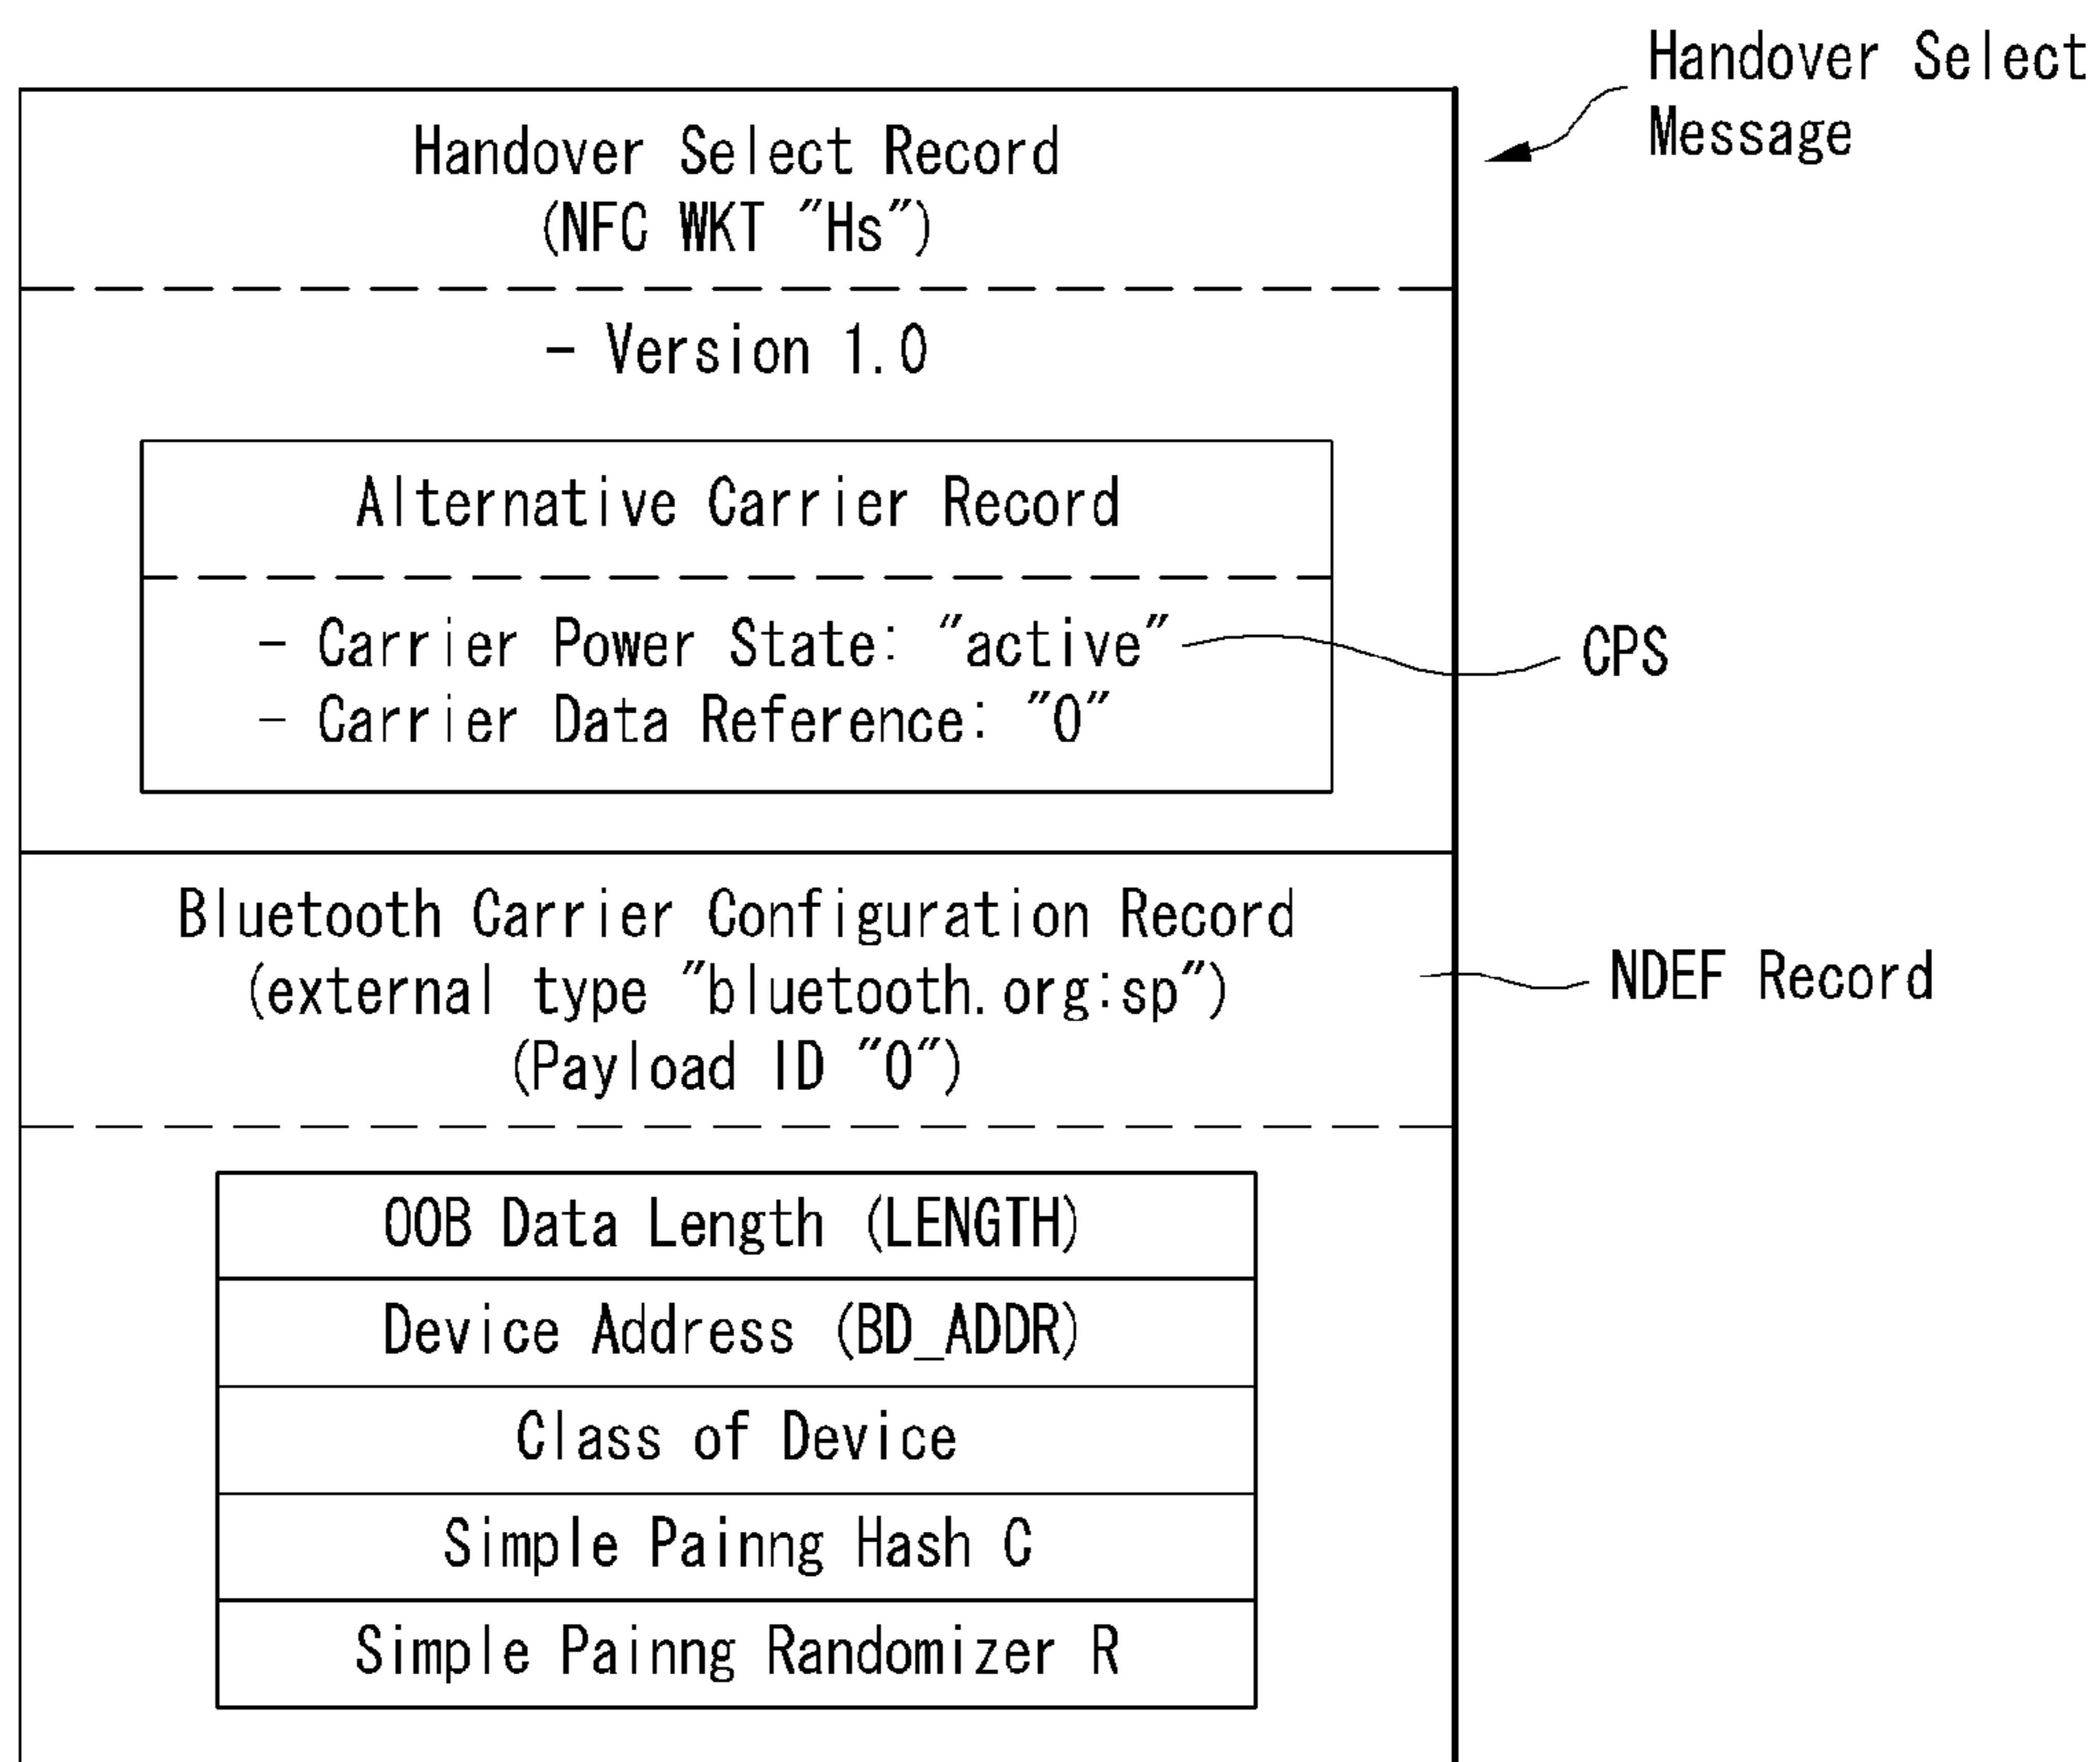 Handover Select
Message
Handover Select Record
(NFC WKT "Hs")
- Version 1.0
Alternative Carrier Record
- Carrier Power State: "active"
- Carrier Data Reference: "0"
CPS
Bluetooth Carrier Configuration Record
(external type "bluetooth.org:sp")
(Payload ID "0")
NDEF Record
OOB Data Length (LENGTH)
Device Address (BD_ADDR)
Class of Device
Simple Painng Hash C
Simple Painng Randomizer R